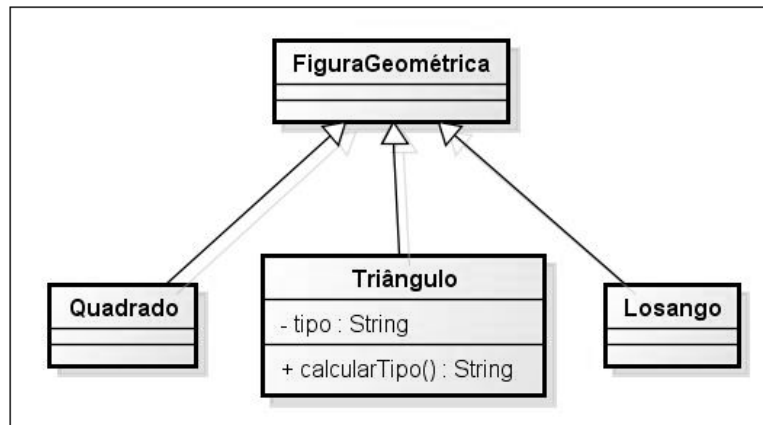 FiguraGeométrica
Quadrado
Triângulo
- tipo : String
+ calcularTipo() : String
Losango